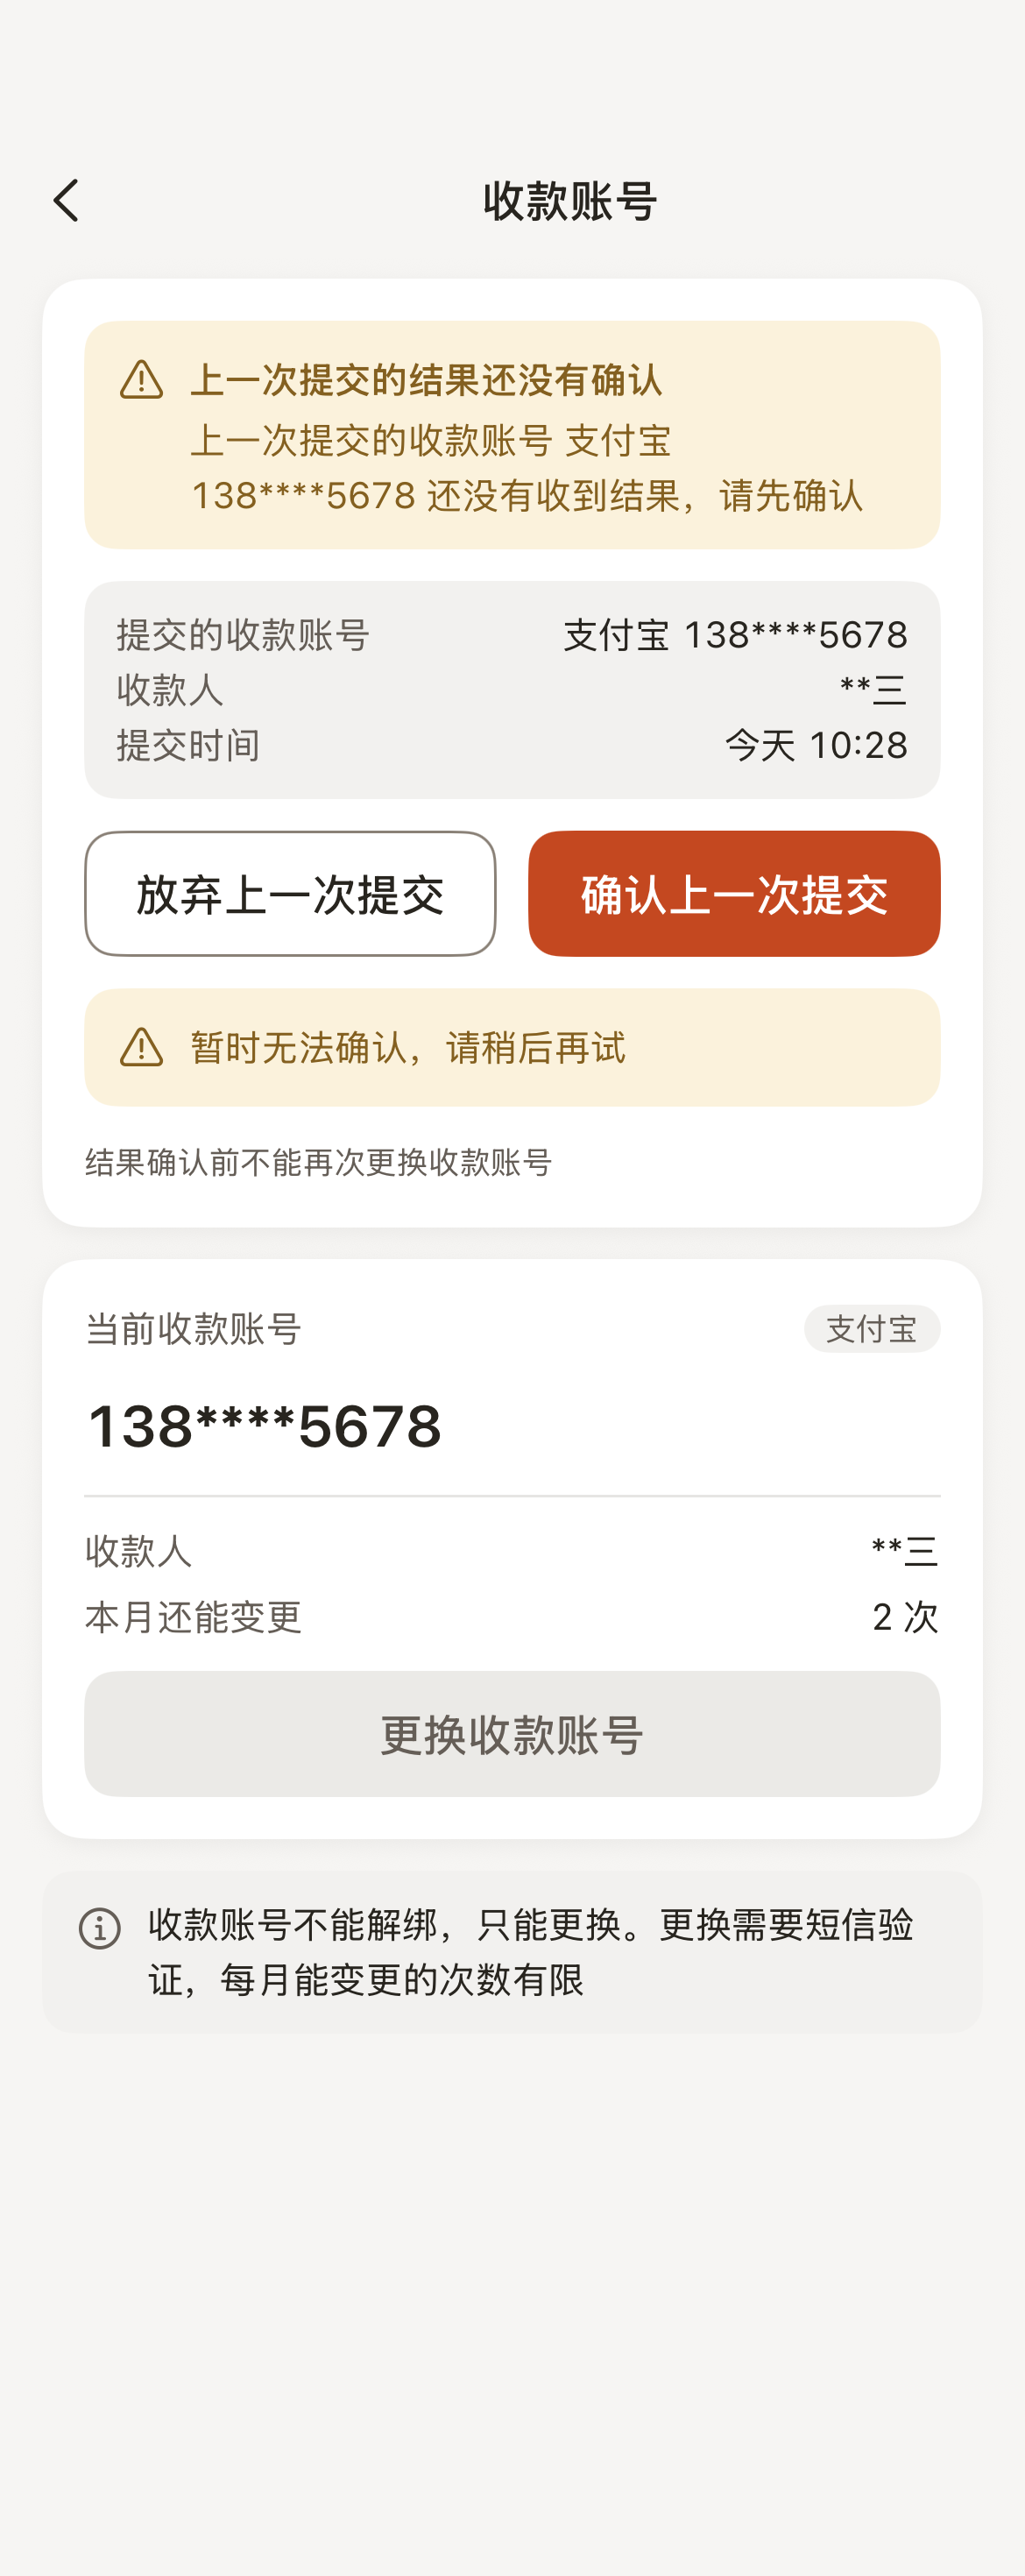 收款账号
上一次提交的结果还没有确认
上一次提交的收款账号 支付宝
138****5678 还没有收到结果，请先确认
提交的收款账号 支付宝 138****5678
收款人 **三
提交时间 今天 10:28
放弃上一次提交 确认上一次提交
暂时无法确认，请稍后再试
结果确认前不能再次更换收款账号
当前收款账号 支付宝
138****5678
收款人 **三
本月还能变更 2 次
更换收款账号
收款账号不能解绑，只能更换。更换需要短信验
证，每月能变更的次数有限